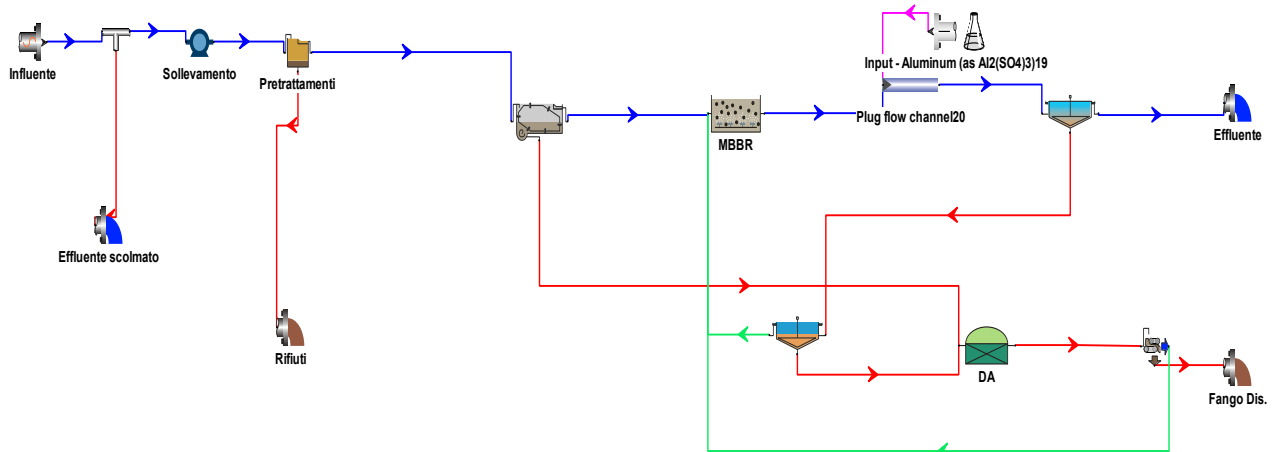 Influente
Sollevamento
Pretrattamenti
Input - Aluminum (as Al2(SO4)3)19
Plug flow channel20
MBBR
Effluente
Effluente scolmato
Rifiuti
DA
Fango Dis.